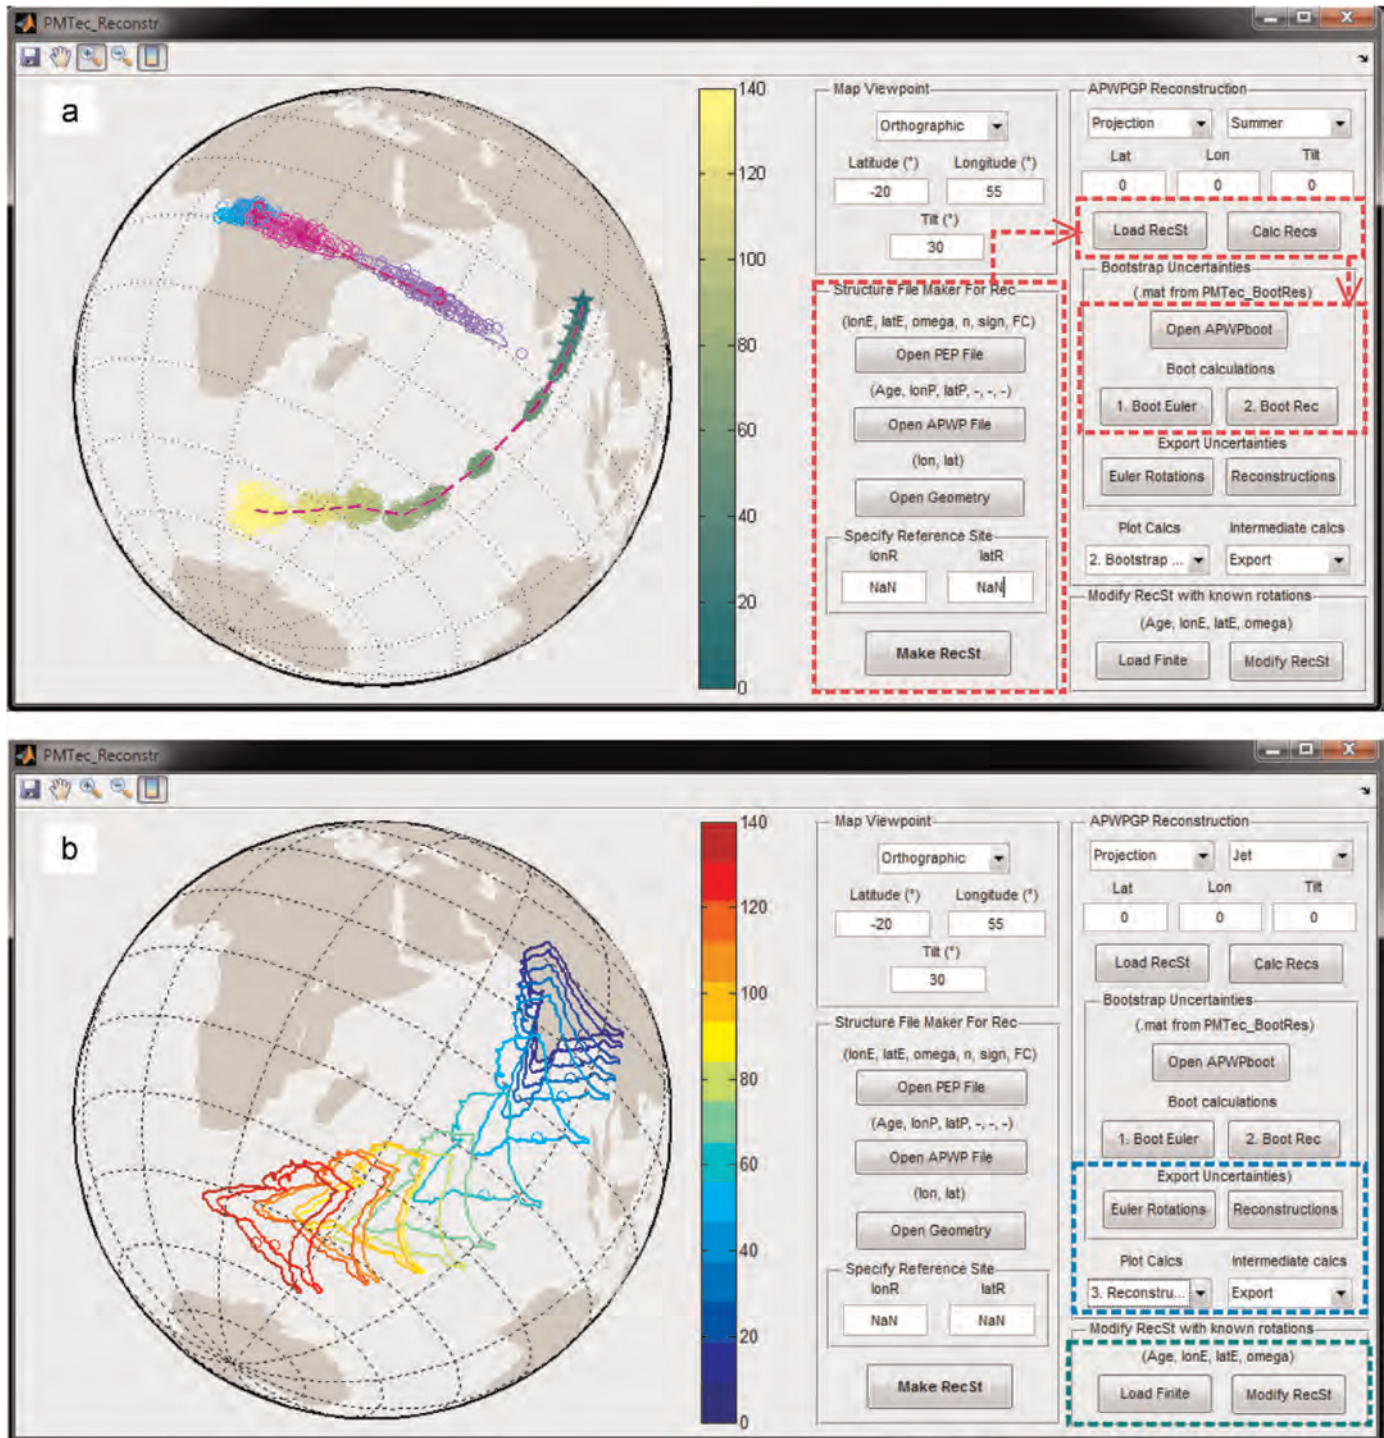 PMTec_Reconstr
a
140
120
100
80
60
40
20
0
Map Viewpoint
Orthographic
Latitude (°) Longitude (°)
-20 55
Tilt (°)
30
Structure File Maker For Rec
(lonE, latE, omega, n, sign, FC)
Open PEP File
(Age, lonP, latP, -, -, -)
Open APWP File
(lon, lat)
Open Geometry
Specify Reference Site
lonR latR
NaN NaN
Make RecSt
APWPGP Reconstruction
Projection Summer
Lat Lon Tilt
0 0 0
Load RecSt Calc Recs
Bootstrap Uncertainties
(.mat from PMTec_BootRes)
Open APWPboot
Boot calculations
1. Boot Euler 2. Boot Rec
Export Uncertainties
Euler Rotations Reconstructions
Plot Calcs Intermediate calcs
2. Bootstrap ... Export
Modify RecSt with known rotations
(Age, lonE, latE, omega)
Load Finite Modify RecSt
PMTec_Reconstr
b
140
120
100
80
60
40
20
0
Map Viewpoint
Orthographic
Latitude (°) Longitude (°)
-20 55
Tilt (°)
30
Structure File Maker For Rec
(lonE, latE, omega, n, sign, FC)
Open PEP File
(Age, lonP, latP, -, -, -)
Open APWP File
(lon, lat)
Open Geometry
Specify Reference Site
lonR latR
NaN NaN
Make RecSt
APWPGP Reconstruction
Projection Jet
Lat Lon Tilt
0 0 0
Load RecSt Calc Recs
Bootstrap Uncertainties
(.mat from PMTec_BootRes)
Open APWPboot
Boot calculations
1. Boot Euler 2. Boot Rec
Export Uncertainties)
Euler Rotations Reconstructions
Plot Calcs Intermediate calcs
3. Reconstru... Export
Modify RecSt with known rotations
(Age, lonE, latE, omega)
Load Finite Modify RecSt